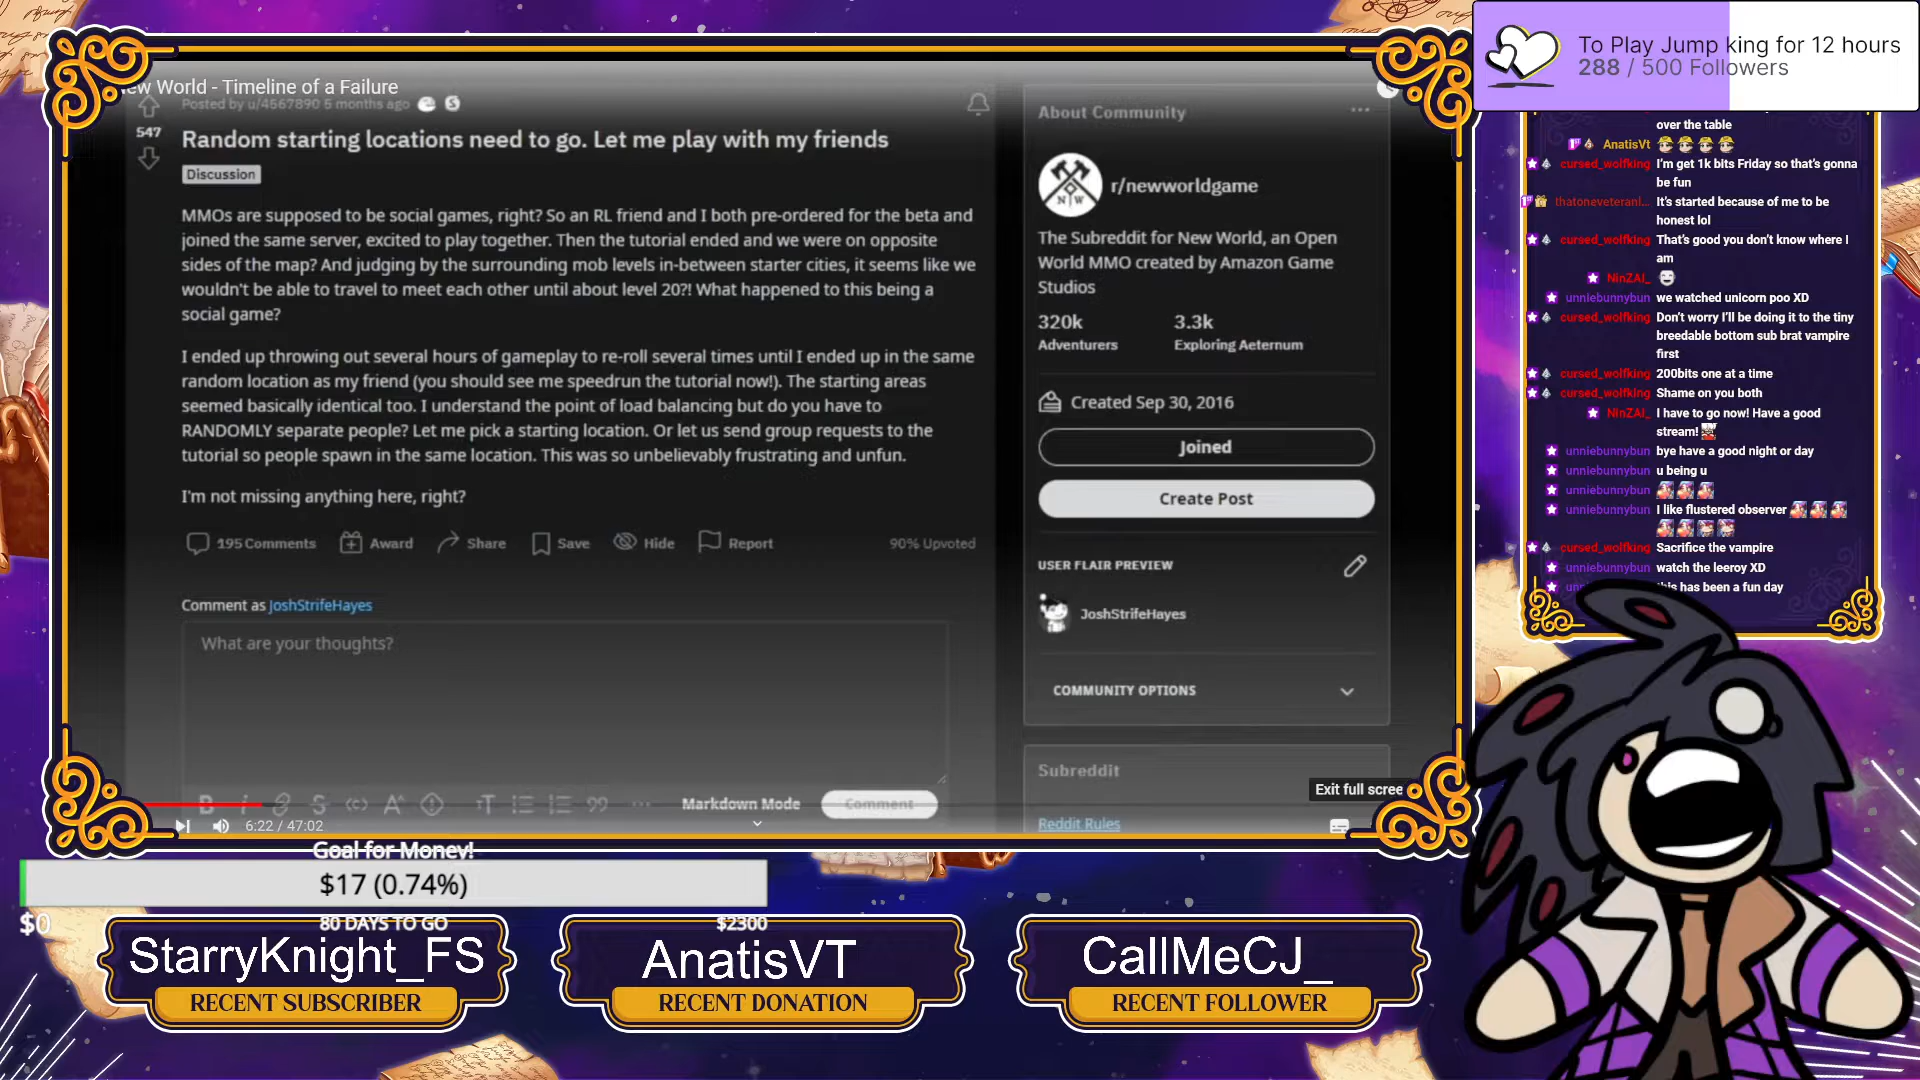 To Play Jump king for 12 hours
288 / 500 Followers
ew World - Timeline of a Failure
Posted by u/4567890 5 months ago
547
Random starting locations need to go. Let me play with my friends
Discussion
MMOs are supposed to be social games, right? So an RL friend and I both pre-ordered for the beta and
joined the same server, excited to play together. Then the tutorial ended and we were on opposite
sides of the map? And judging by the surrounding mob levels in-between starter cities, it seems like we
wouldn't be able to travel to meet each other until about level 20?! What happened to this being a
social game?
I ended up throwing out several hours of gameplay to re-roll several times until I ended up in the same
random location as my friend (you should see me speedrun the tutorial now!). The starting areas
seemed basically identical too. I understand the point of load balancing but do you have to
RANDOMLY separate people? Let me pick a starting location. Or let us send group requests to the
tutorial so people spawn in the same location. This was so unbelievably frustrating and unfun.
I'm not missing anything here, right?
195 Comments Award Share Save Hide Report 90% Upvoted
Comment as JoshStrifeHayes
What are your thoughts?
Markdown Mode
Comment
6:22 / 47:02
About Community
r/newworldgame
The Subreddit for New World, an Open
World MMO created by Amazon Game
Studios
320k 3.3k
Adventurers Exploring Aeternum
Created Sep 30, 2016
Joined
Create Post
USER FLAIR PREVIEW
JoshStrifeHayes
COMMUNITY OPTIONS
Subreddit
Reddit Rules
Exit full scree
over the table
AnatisVt
cursed_wolfking I'm get 1k bits Friday so that's gonna
be fun
thatoneveteranl... It's started because of me to be
honest lol
cursed_wolfking That's good you don't know where I
am
NinZAI_
unniebunnybun we watched unicorn poo XD
cursed_wolfking Don't worry I'll be doing it to the tiny
breedable bottom sub brat vampire
first
cursed_wolfking 200bits one at a time
cursed_wolfking Shame on you both
NinZAI_ I have to go now! Have a good
stream!
unniebunnybun bye have a good night or day
unniebunnybun u being u
unniebunnybun
unniebunnybun I like flustered observer
cursed_wolfking Sacrifice the vampire
unniebunnybun watch the leeroy XD
has been a fun day
Goal for Money!
$17 (0.74%)
$0
80 DAYS TO GO
$2300
StarryKnight_FS
RECENT SUBSCRIBER
AnatisVT
RECENT DONATION
CallMeCJ_
RECENT FOLLOWER